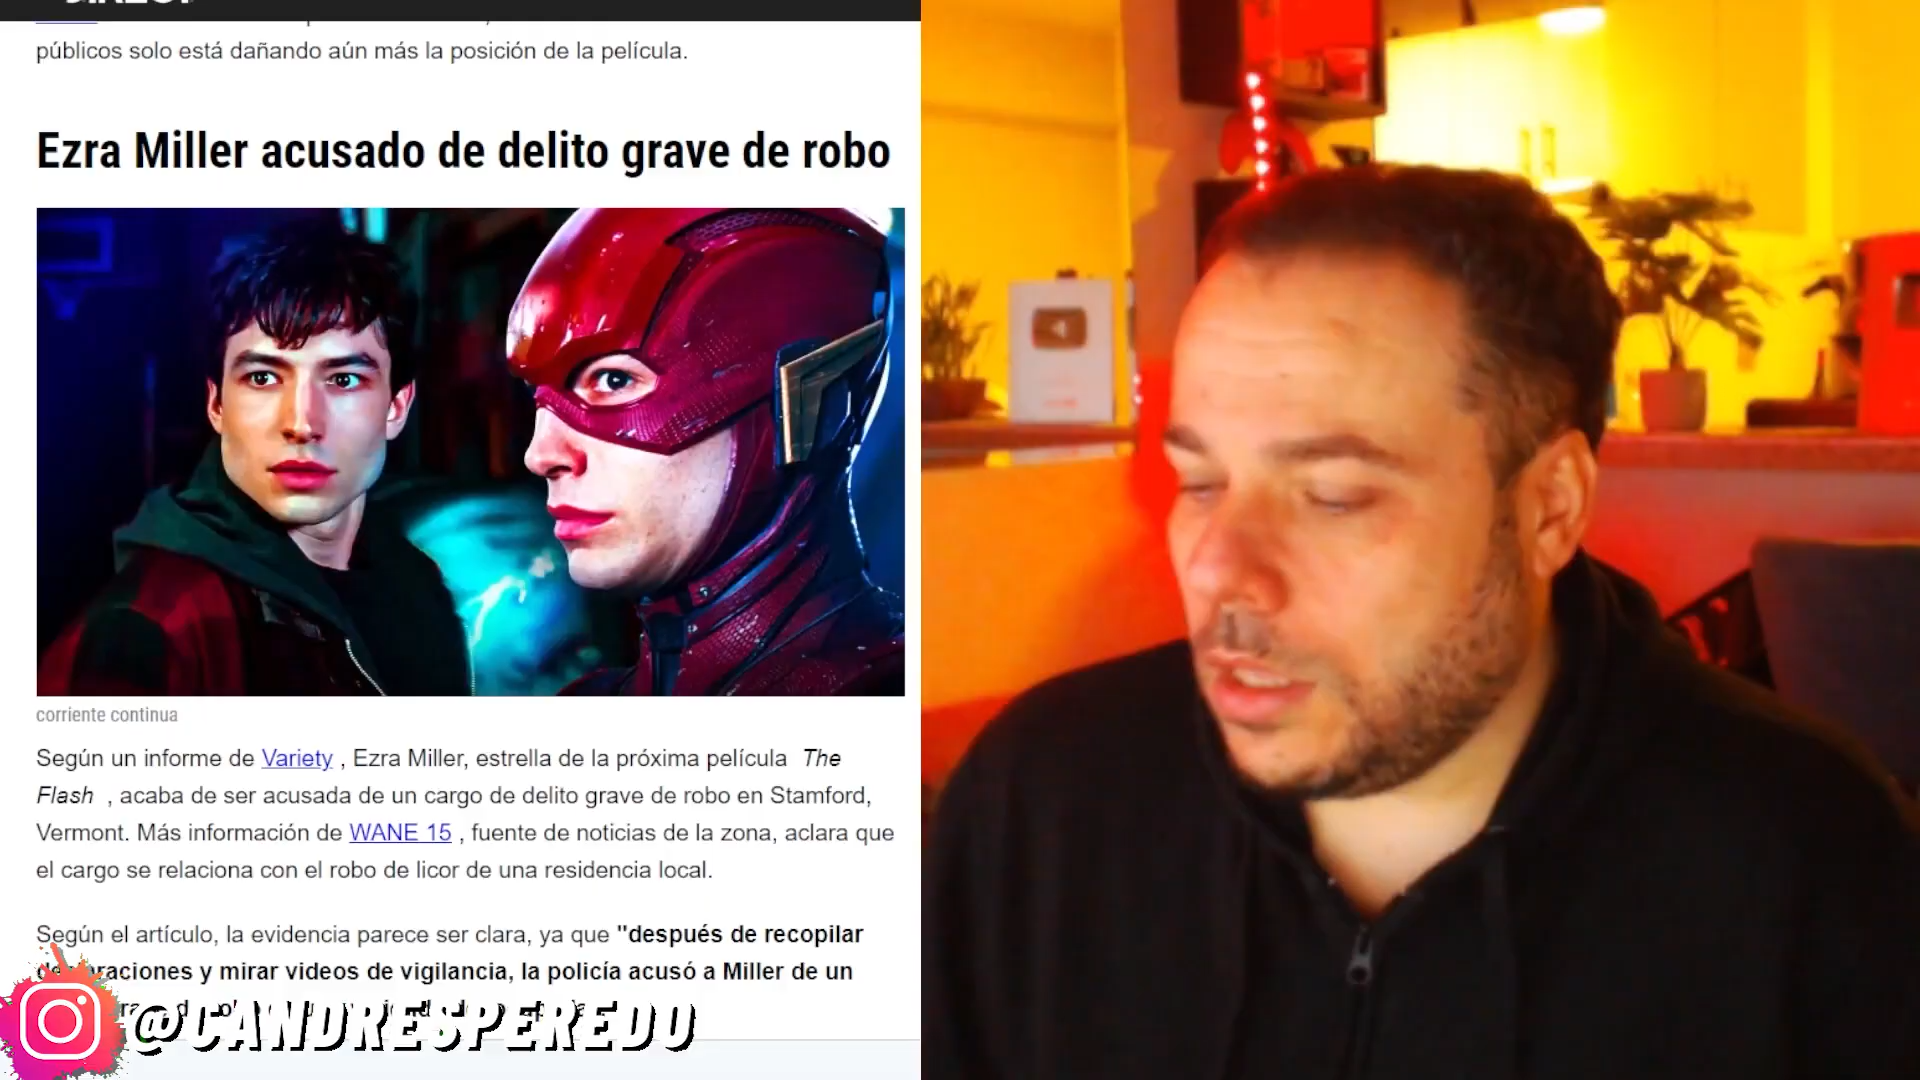 públicos solo está dañando aún más la posición de la película.
Ezra Miller acusado de delito grave de robo
corriente continua
Según un informe de Variety , Ezra Miller, estrella de la próxima película The
Flash , acaba de ser acusada de un cargo de delito grave de robo en Stamford,
Vermont. Más información de WANE 15 , fuente de noticias de la zona, aclara que
el cargo se relaciona con el robo de licor de una residencia local.
Según el artículo, la evidencia parece ser clara, ya que "después de recopilar
y mirar videos de vigilancia, la policía acusó a Miller de un
@CANDRESPEREDO